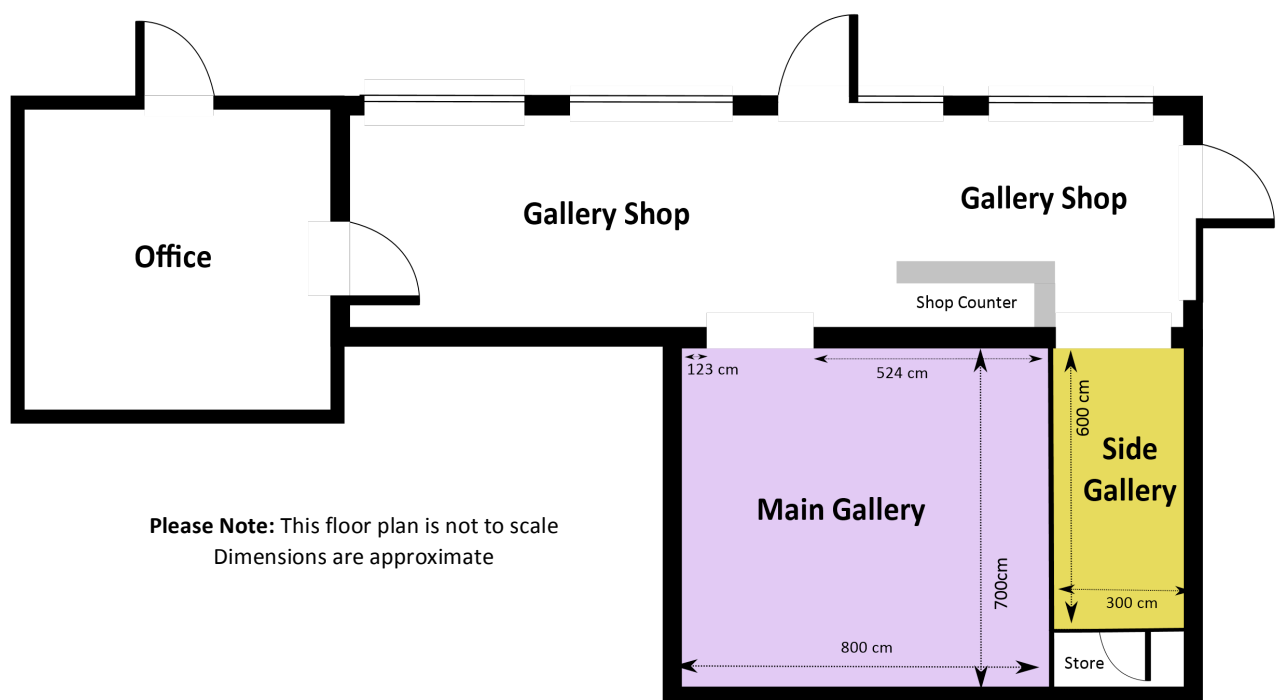 Gallery Shop
Gallery Shop
Office
Shop Counter
123 cm
524 cm
600 cm
Side
Gallery
Main Gallery
Please Note: This floor plan is not to scale
Dimensions are approximate
700cm
300 cm
800 cm
Store